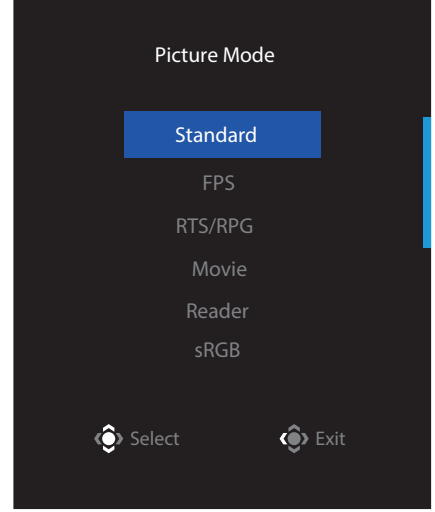 Picture Mode
Standard
FPS
RTS/RPG
Movie
Reader
sRGB
Select Exit